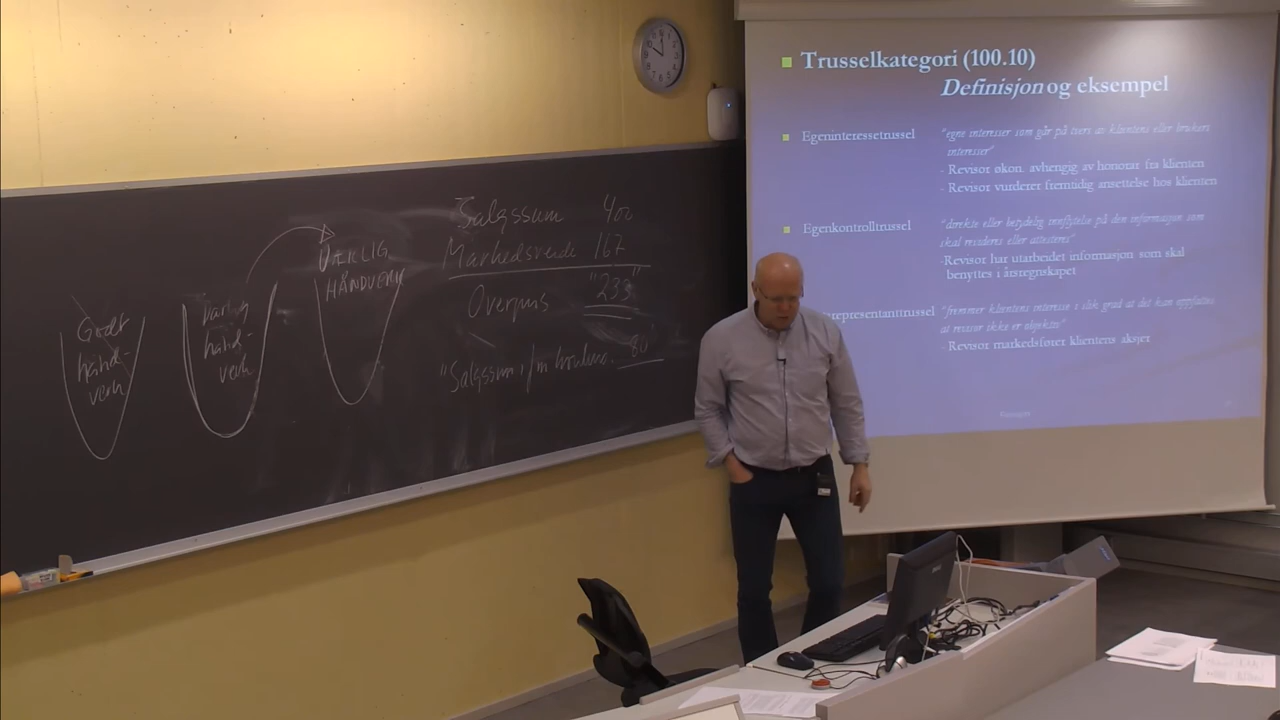 Godt
hånd-
verk
hånd-
verk
HÅNDVERK
Salgssum 400
Markedsverdi 167
Overpris "233"
"Salgssum 80
Trusselkategori (100.10)
Definisjon og eksempel
Egeninteressetrussel
"egne interesser som går på tvers av klientens eller brukers
interesser"
- Revisor økon. avhengig av honorar fra klienten
- Revisor vurderer fremtidig ansettelse hos klienten
Egenkontrolltrussel
"direkte eller betydelig innflytelse på den informasjon som
skal revideres eller attesteres"
-Revisor har utarbeidet informasjon som skal
benyttes i årsregnskapet
representanttrussel
"fremmer klientens interesse i slik grad at det kan oppfattes
at revisor ikke er objektiv"
- Revisor markedsfører klientens aksjer